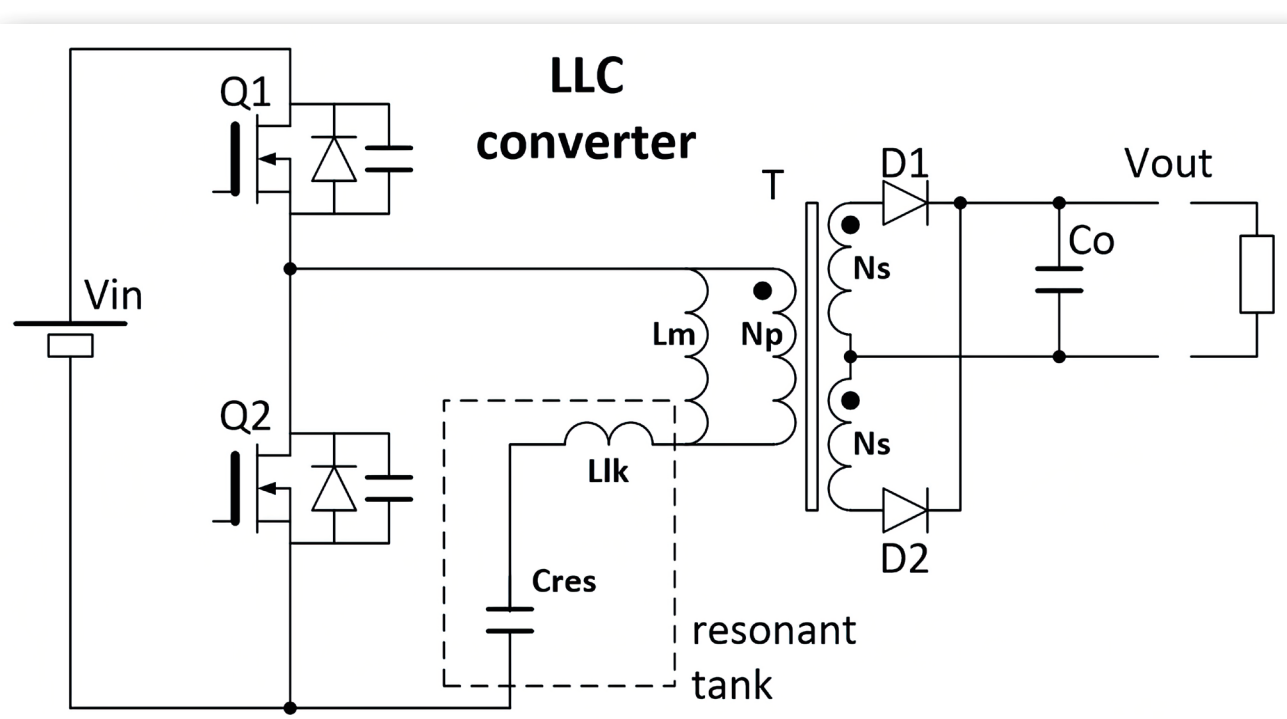 LLC
converter
Q1
T
D1
Vout
Co
Ns
Vin
Lm
Np
Q2
Ns
Llk
D2
Cres
resonant
tank